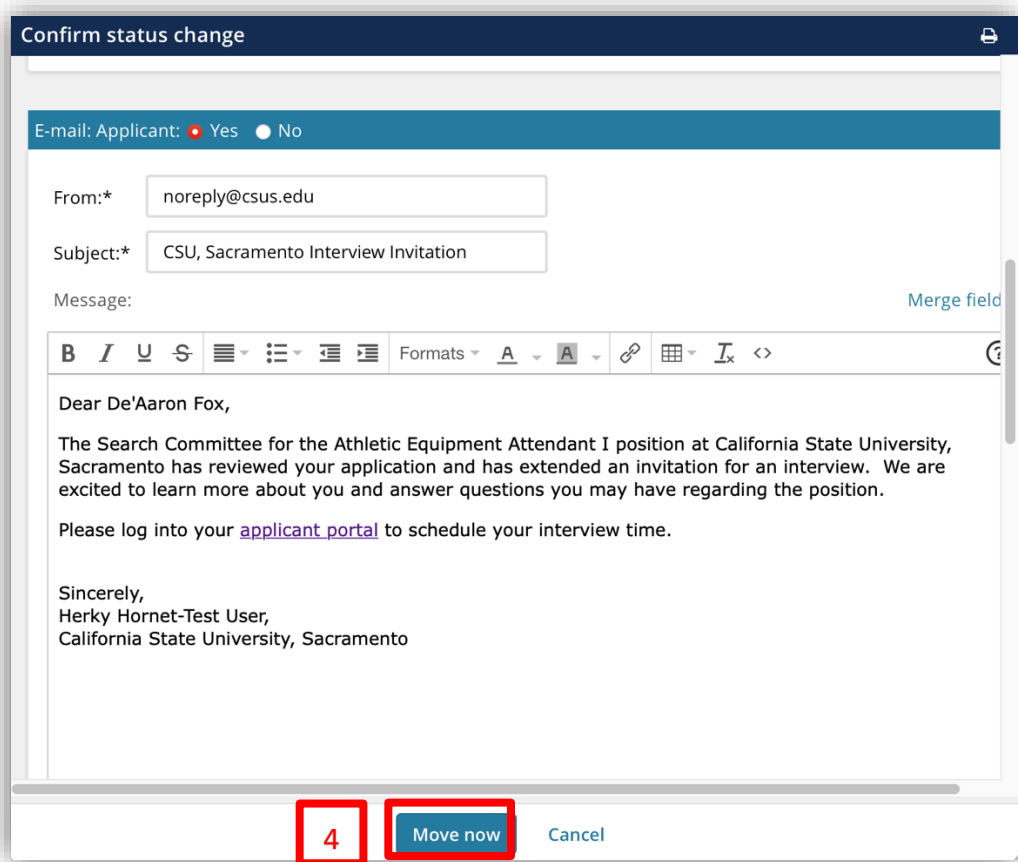 Confirm status change
E-mail: Applicant: Yes No
From:* noreply@csus.edu
Subject:* CSU, Sacramento Interview Invitation
Message: Merge field
B I U S Formats A A Tx <>
Dear De'Aaron Fox,
The Search Committee for the Athletic Equipment Attendant I position at California State University,
Sacramento has reviewed your application and has extended an invitation for an interview. We are
excited to learn more about you and answer questions you may have regarding the position.
Please log into your applicant portal to schedule your interview time.
Sincerely,
Herky Hornet-Test User,
California State University, Sacramento
4 Move now Cancel